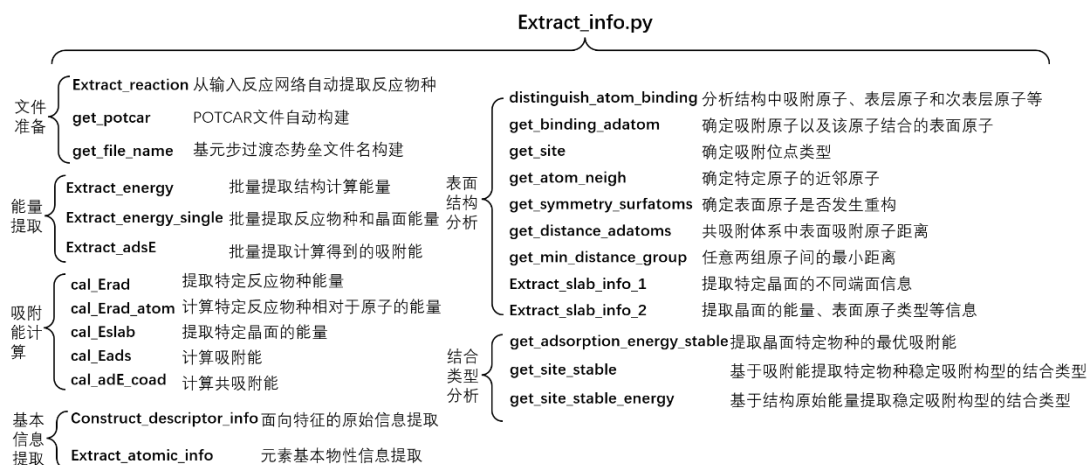 Extract_info.py
文件
准备
Extract_reaction 从输入反应网络自动提取反应物种
get_potcar POTCAR文件自动构建
get_file_name 基元步过渡态势垒文件名构建
能量
提取
Extract_energy 批量提取结构计算能量
Extract_energy_single 批量提取反应物种和晶面能量
Extract_adsE 批量提取计算得到的吸附能
吸附
能计
算
cal_Erad 提取特定反应物种能量
cal_Erad_atom 计算特定反应物种相对于原子的能量
cal_Eslab 提取特定晶面的能量
cal_Eads 计算吸附能
cal_adE_coad 计算共吸附能
基本
信息
提取
Construct_descriptor_info 面向特征的原始信息提取
Extract_atomic_info 元素基本物性信息提取
表面
结构
分析
distinguish_atom_binding 分析结构中吸附原子、表层原子和次表层原子等
get_binding_adatom 确定吸附原子以及该原子结合的表面原子
get_site 确定吸附位点类型
get_atom_neigh 确定特定原子的近邻原子
get_symmetry_surfatoms 确定表面原子是否发生重构
get_distance_adatoms 共吸附体系中表面吸附原子距离
get_min_distance_group 任意两组原子间的最小距离
Extract_slab_info_1 提取特定晶面的不同端面信息
Extract_slab_info_2 提取晶面的能量、表面原子类型等信息
结合
类型
分析
get_adsorption_energy_stable 提取晶面特定物种的最优吸附能
get_site_stable 基于吸附能提取特定物种稳定吸附构型的结合类型
get_site_stable_energy 基于结构原始能量提取稳定吸附构型的结合类型